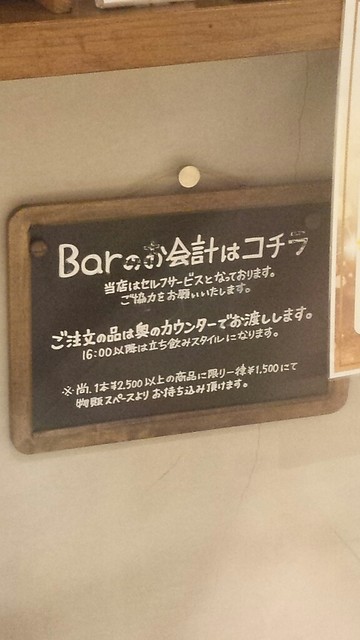 Barのお会計はコチラ
当店はセルフサービスとなっております。
ご協力をお願いいたします。
ご注文の品は奥のカウンターでお渡しします。
16:00以降は立ち飲みスタイルになります。
※尚、1本¥2,500以上の商品に限り一律¥1,500にて
物販スペースよりお持ち込み頂けます。